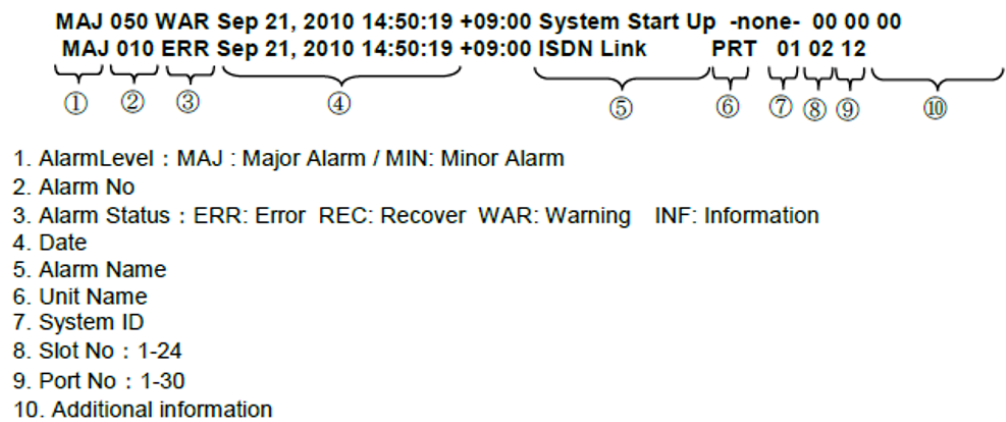 MAJ 050 WAR Sep 21, 2010 14:50:19 +09:00 System Start Up -none- 00 00 00
MAJ 010 ERR Sep 21, 2010 14:50:19 +09:00 ISDN Link PRT 01 02 12
① ② ③ ④ ⑤ ⑥ ⑦ ⑧ ⑨ ⑩
1. AlarmLevel : MAJ : Major Alarm / MIN: Minor Alarm
2. Alarm No
3. Alarm Status : ERR: Error REC: Recover WAR: Warning INF: Information
4. Date
5. Alarm Name
6. Unit Name
7. System ID
8. Slot No : 1-24
9. Port No : 1-30
10. Additional information